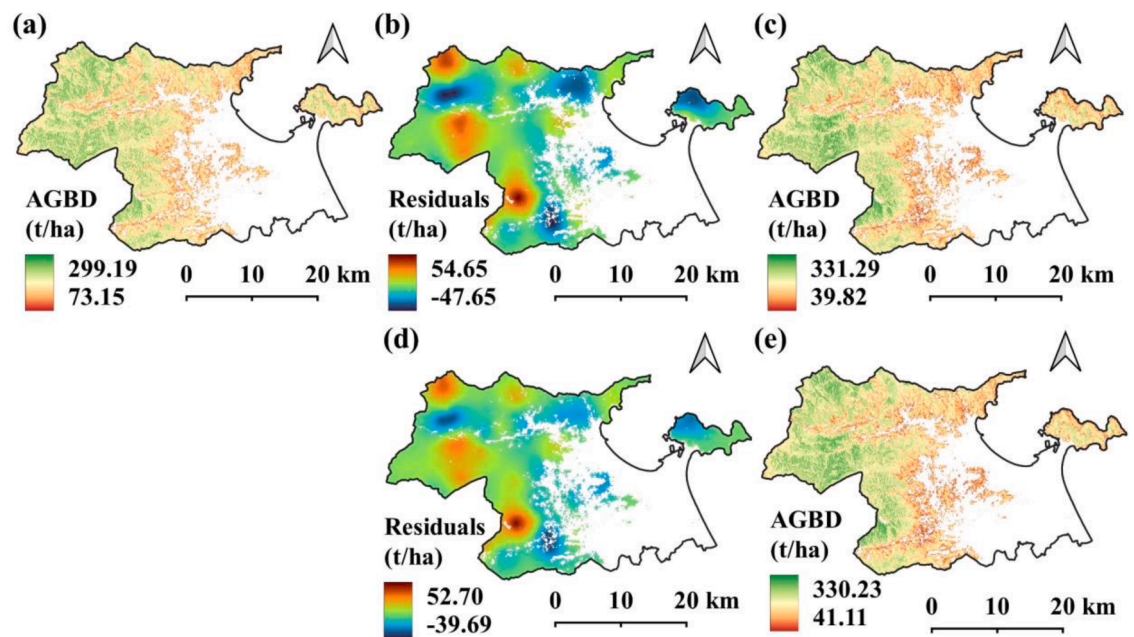 (a)
AGBD
(t/ha)
299.19
73.15
0 10 20 km
(b)
Residuals
(t/ha)
54.65
-47.65
0 10 20 km
(c)
AGBD
(t/ha)
331.29
39.82
0 10 20 km
(d)
Residuals
(t/ha)
52.70
-39.69
0 10 20 km
(e)
AGBD
(t/ha)
330.23
41.11
0 10 20 km